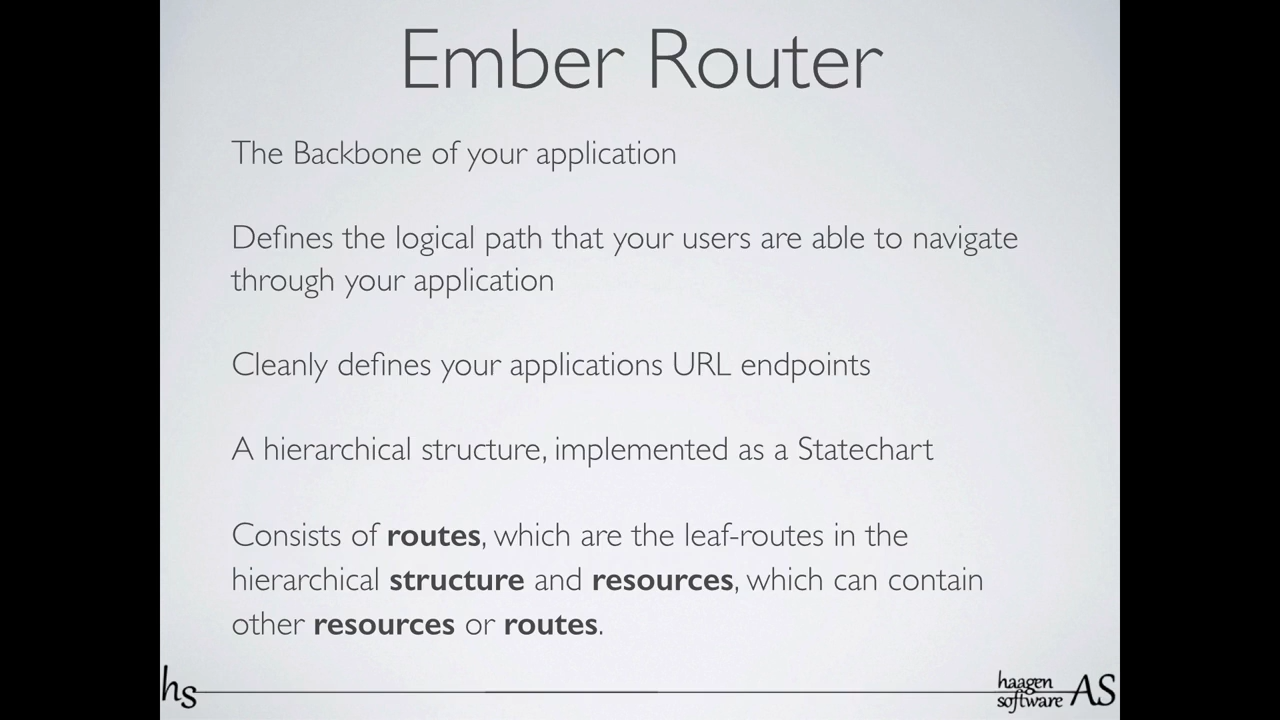 Ember Router
The Backbone of your application
Defines the logical path that your users are able to navigate
through your application
Cleanly defines your applications URL endpoints
A hierarchical structure, implemented as a Statechart
Consists of routes, which are the leaf-routes in the
hierarchical structure and resources, which can contain
other resources or routes.
hs
haagen
software AS